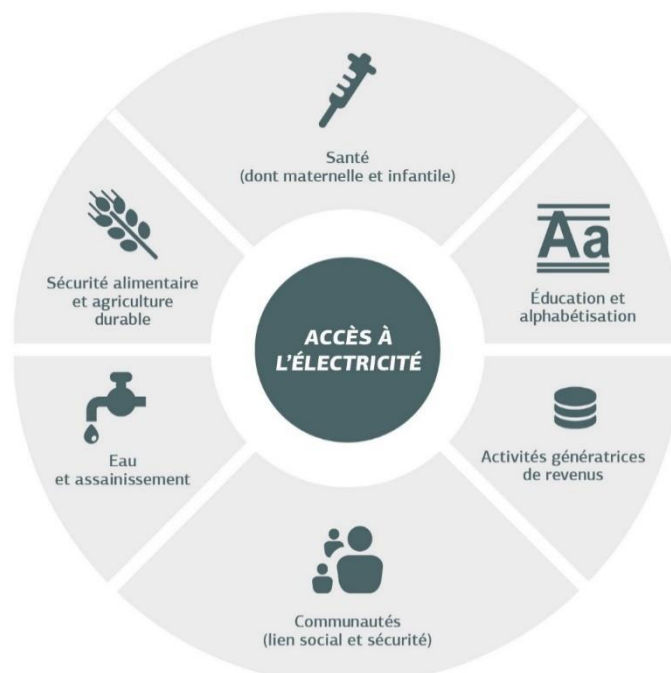 Santé
(dont maternelle et infantile)
Aa
Éducation et
alphabétisation
Activités génératrices
de revenus
Communautés
(lien social et sécurité)
Eau
et assainissement
Sécurité alimentaire
et agriculture
durable
ACCÈS À
L'ÉLECTRICITÉ